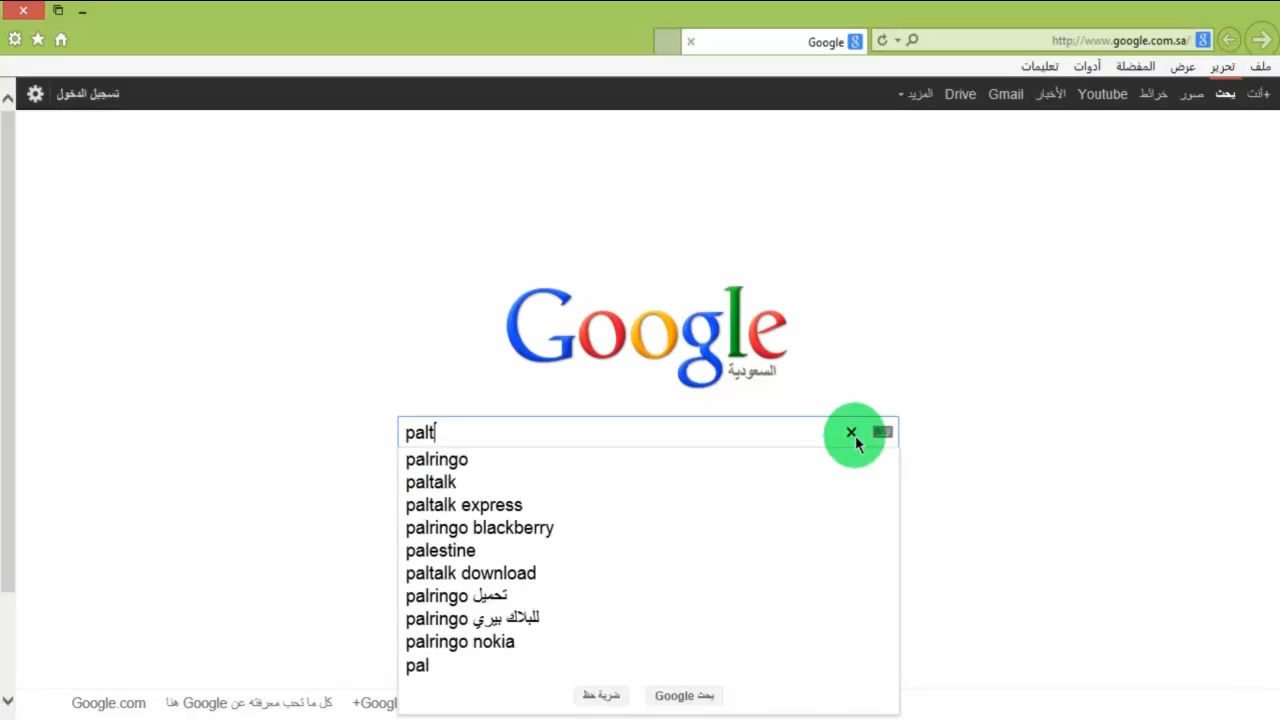 Google
http://www.google.com.sa/
ملف تحرير عرض المفضلة أدوات تعليمات
+أنت بحث صور خرائط Youtube الأخبار Gmail Drive المزيد
تسجيل الدخول
Google
السعودية
palt
palringo
paltalk
paltalk express
palringo blackberry
palestine
paltalk download
palringo تحميل
palringo للبلاك بيري
palringo nokia
pal
بحث Google
ضربة حظ
+Googl
كل ما تحب معرفته عن Google هنا
Google.com